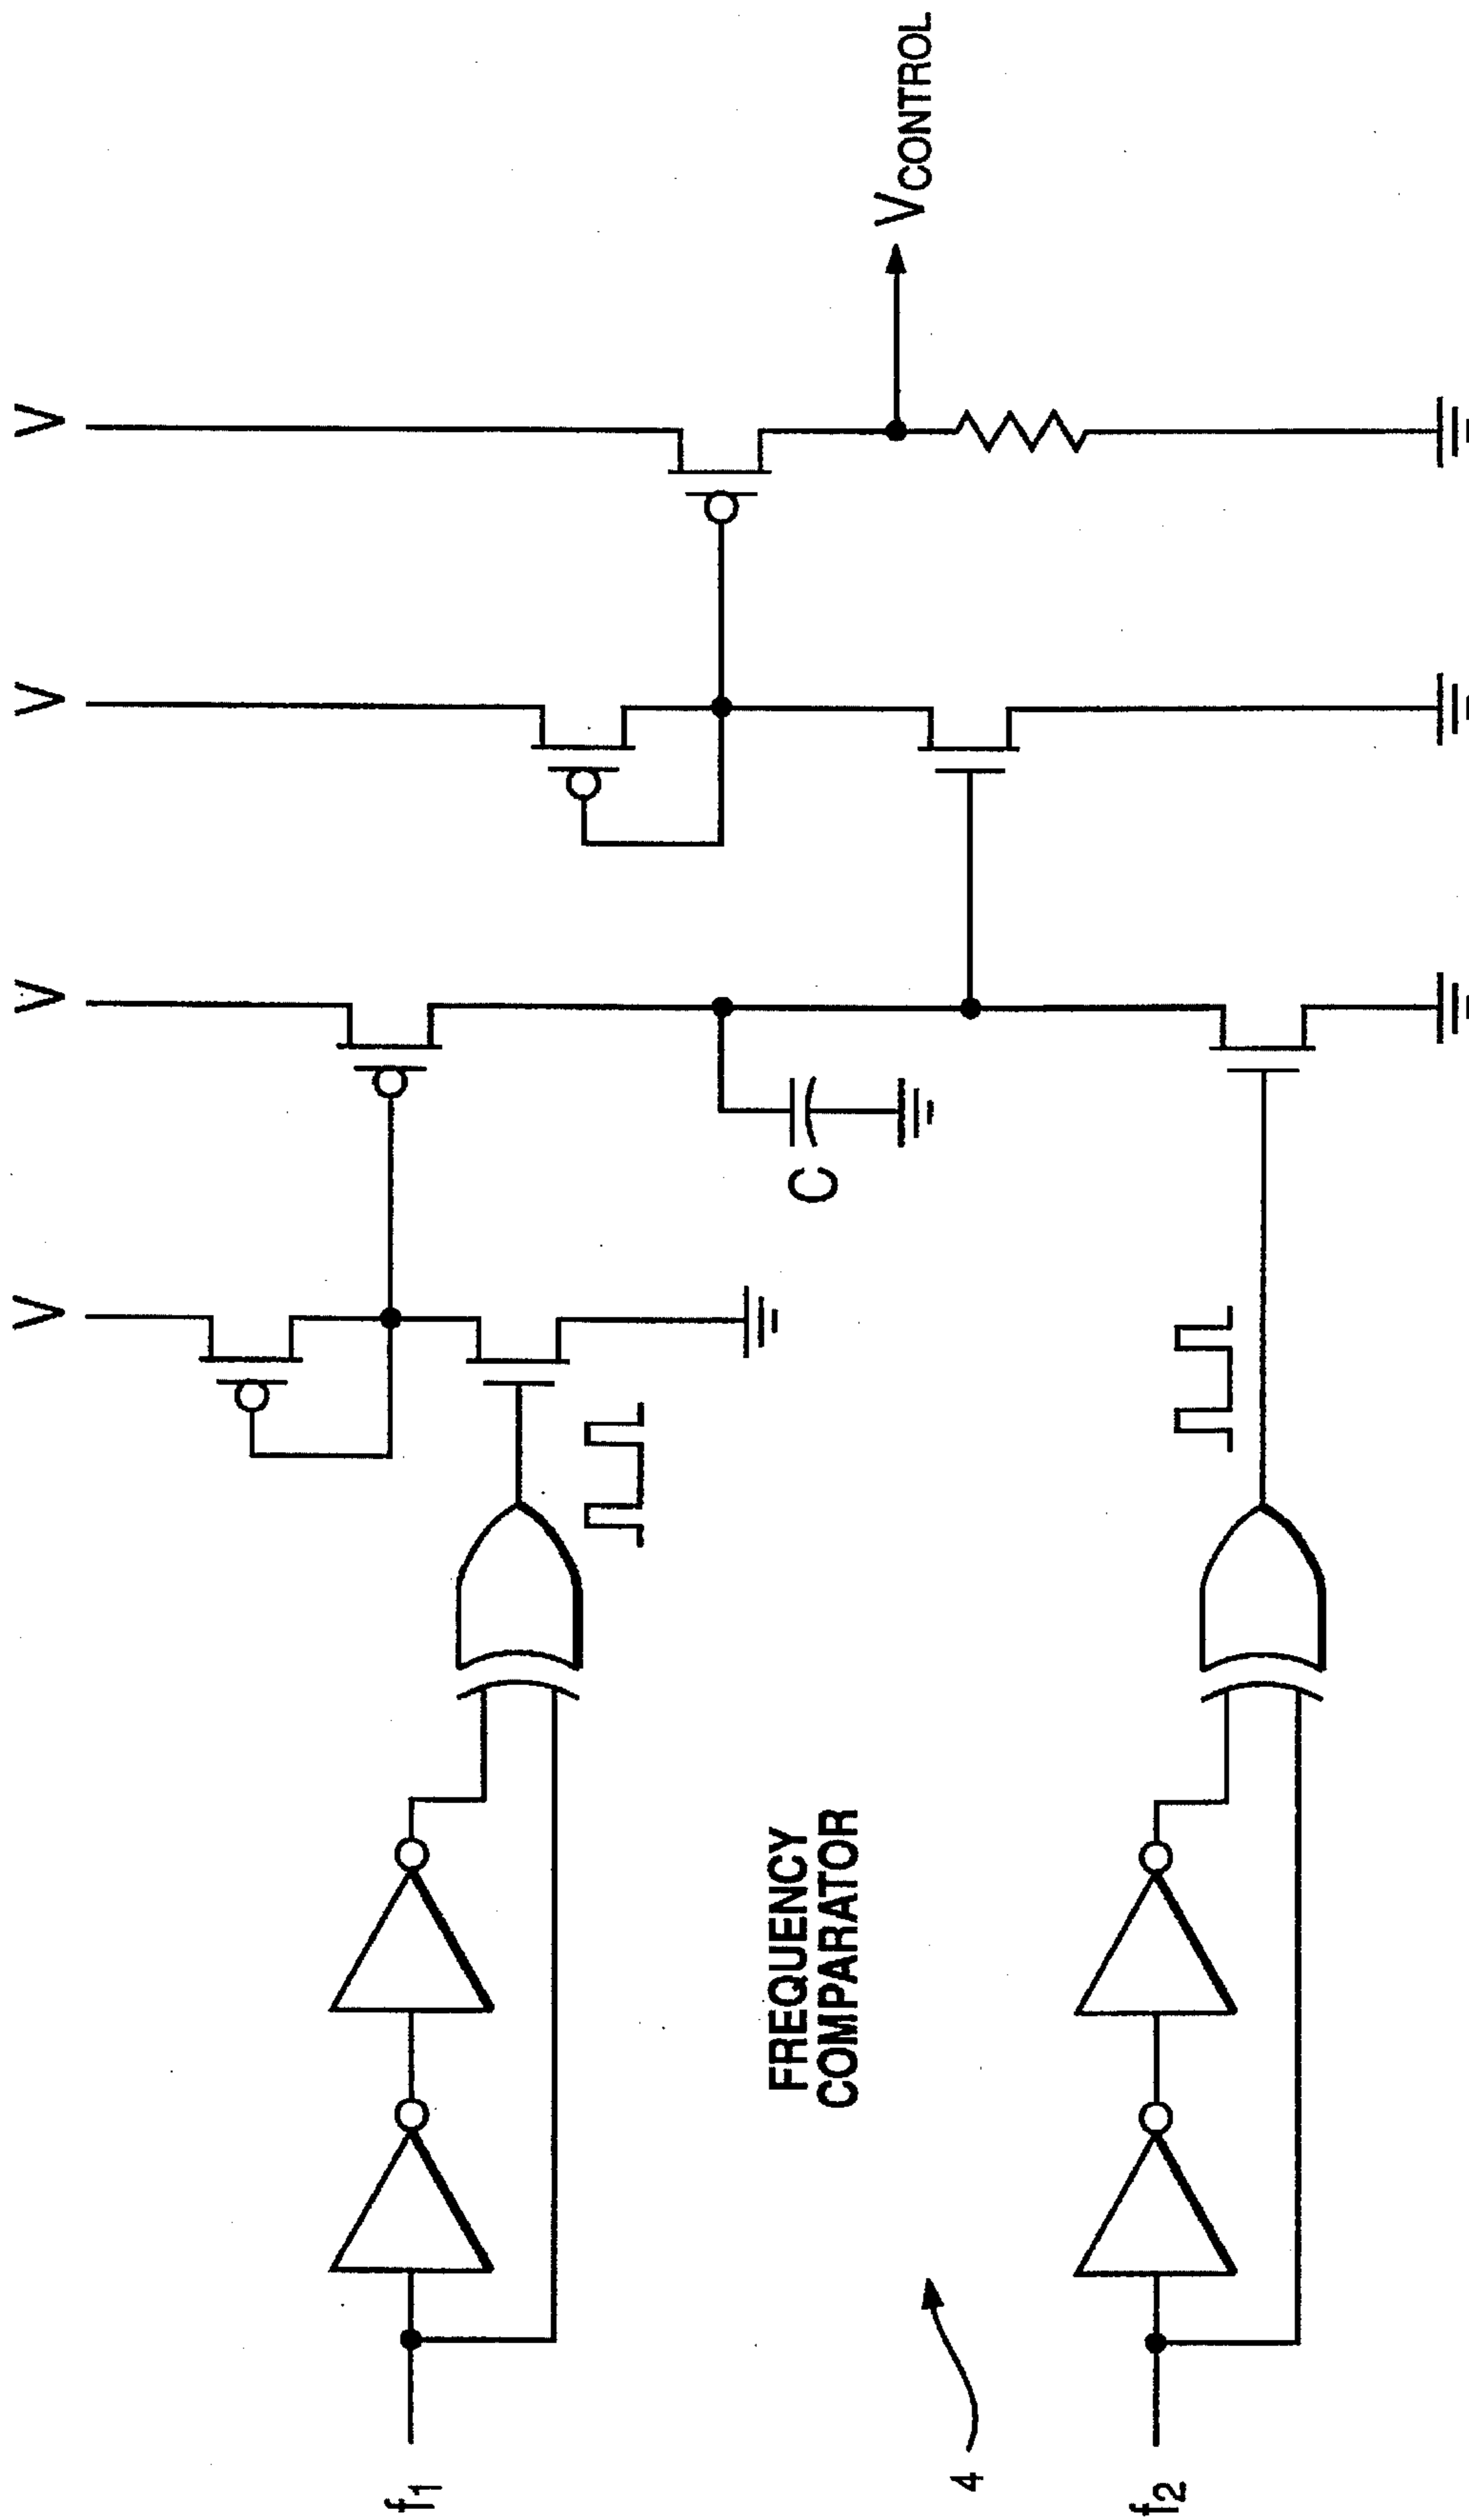 V
V
V
V
f1
C
VCONTROL
FREQUENCY
COMPARATOR
4
f2